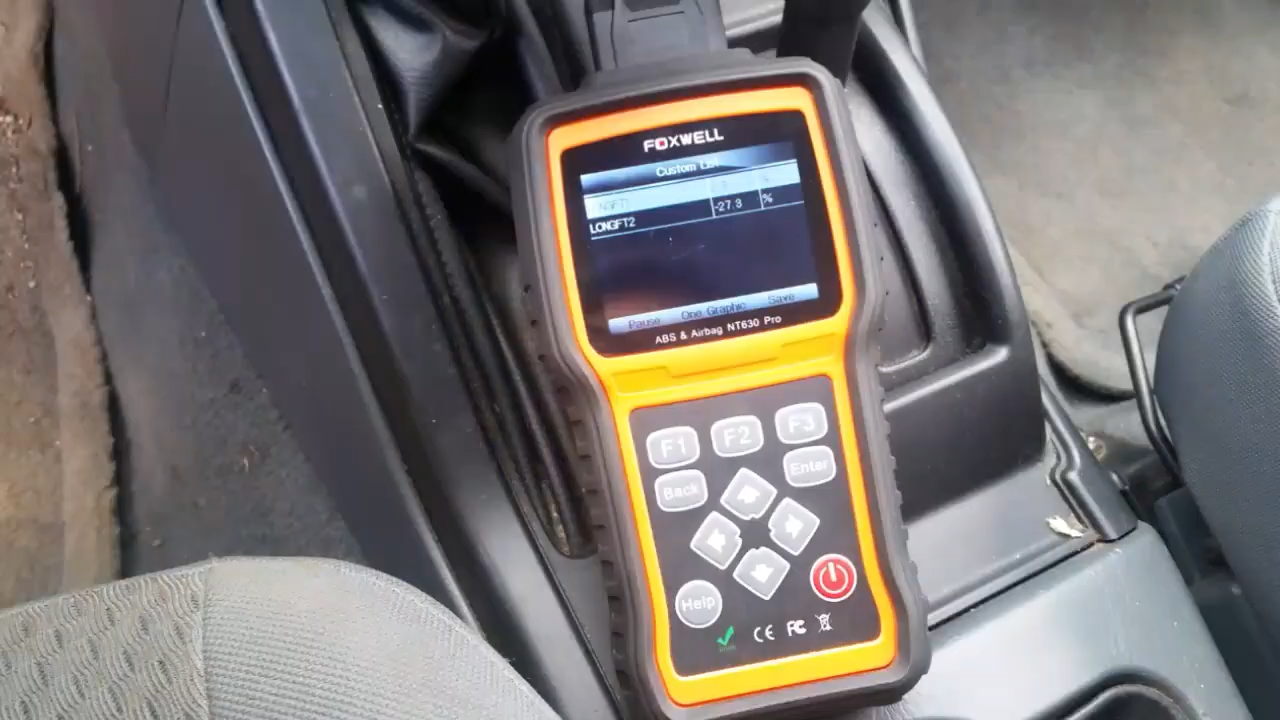 FOXWELL
Custom List
LONGFT1 %
LONGFT2 -27.3 %
Pause One Graphic Save
ABS & Airbag NT630 Pro
F1 F2 F3
Back Enter
Help
CE FC